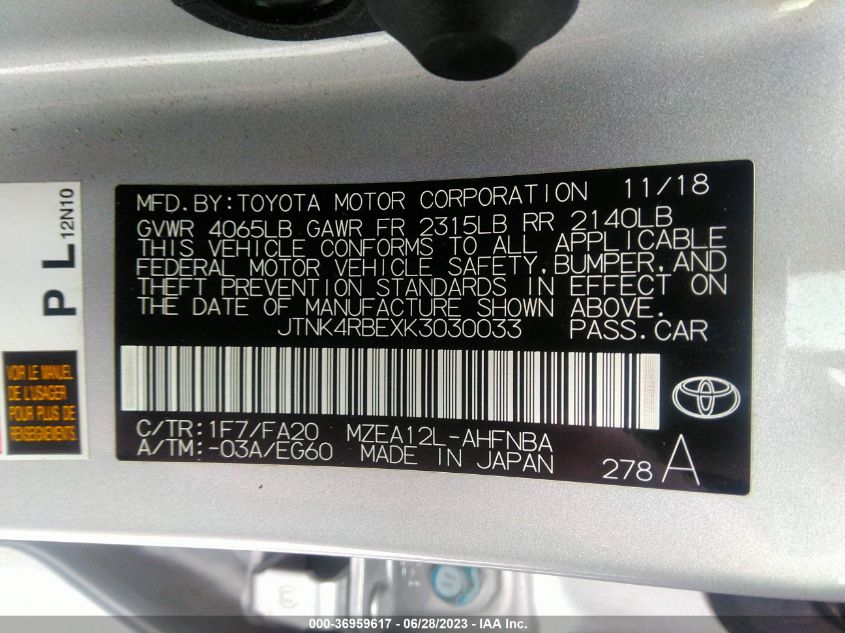 MFD. BY: TOYOTA MOTOR CORPORATION 11/18
GVWR 4065LB GAWR FR 2315LB RR 2140LB
THIS VEHICLE CONFORMS TO ALL APPLICABLE
FEDERAL MOTOR VEHICLE SAFETY, BUMPER, AND
THEFT PREVENTION STANDARDS IN EFFECT ON
THE DATE OF MANUFACTURE SHOWN ABOVE.
JTNK4RBEXK3030033 PASS. CAR
C/TR: 1F7/FA20 MZEA12L-AHFNBA
A/TM: -03A/EG60 MADE IN JAPAN 278 A
P L 12N10
VOIR LE MANUEL
DE L'USAGER
POUR PLUS DE
RENSEIGNEMENTS
000-36959617 - 06/28/2023 - IAA Inc.